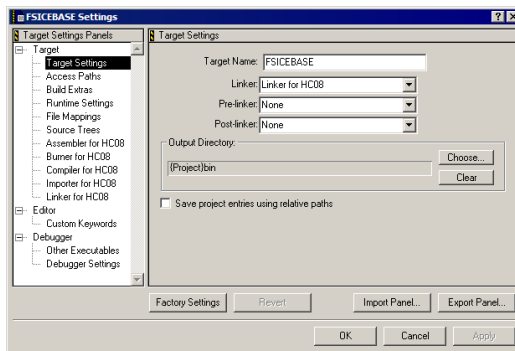 FSICEBASE Settings
Target Settings Panels
Target
Target Settings
Access Paths
Build Extras
Runtime Settings
File Mappings
Source Trees
Assembler for HC08
Burner for HC08
Compiler for HC08
Importer for HC08
Linker for HC08
Editor
Custom Keywords
Debugger
Other Executables
Debugger Settings
Target Settings
Target Name: FSICEBASE
Linker: Linker for HC08
Pre-linker: None
Post-linker: None
Output Directory:
{Project}bin
Choose...
Clear
Save project entries using relative paths
Factory Settings Revert Import Panel... Export Panel...
OK Cancel Apply